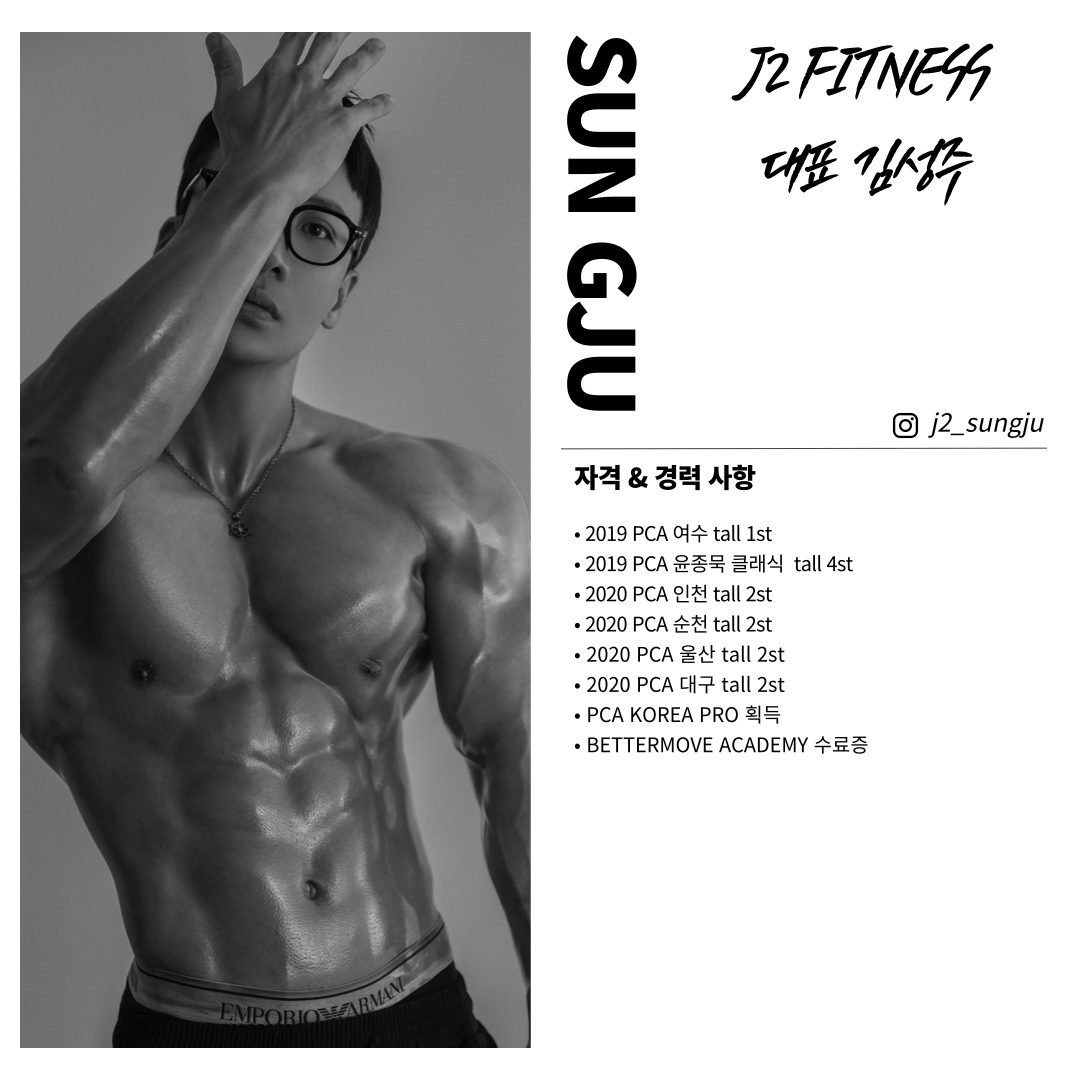 SUN GJU
J2 FITNESS
대표 김성주
j2_sungju
자격 & 경력 사항
• 2019 PCA 여수 tall 1st
• 2019 PCA 윤종묵 클래식 tall 4st
• 2020 PCA 인천 tall 2st
• 2020 PCA 순천 tall 2st
• 2020 PCA 울산 tall 2st
• 2020 PCA 대구 tall 2st
• PCA KOREA PRO 획득
• BETTERMOVE ACADEMY 수료증
EMPORIO ARMANI